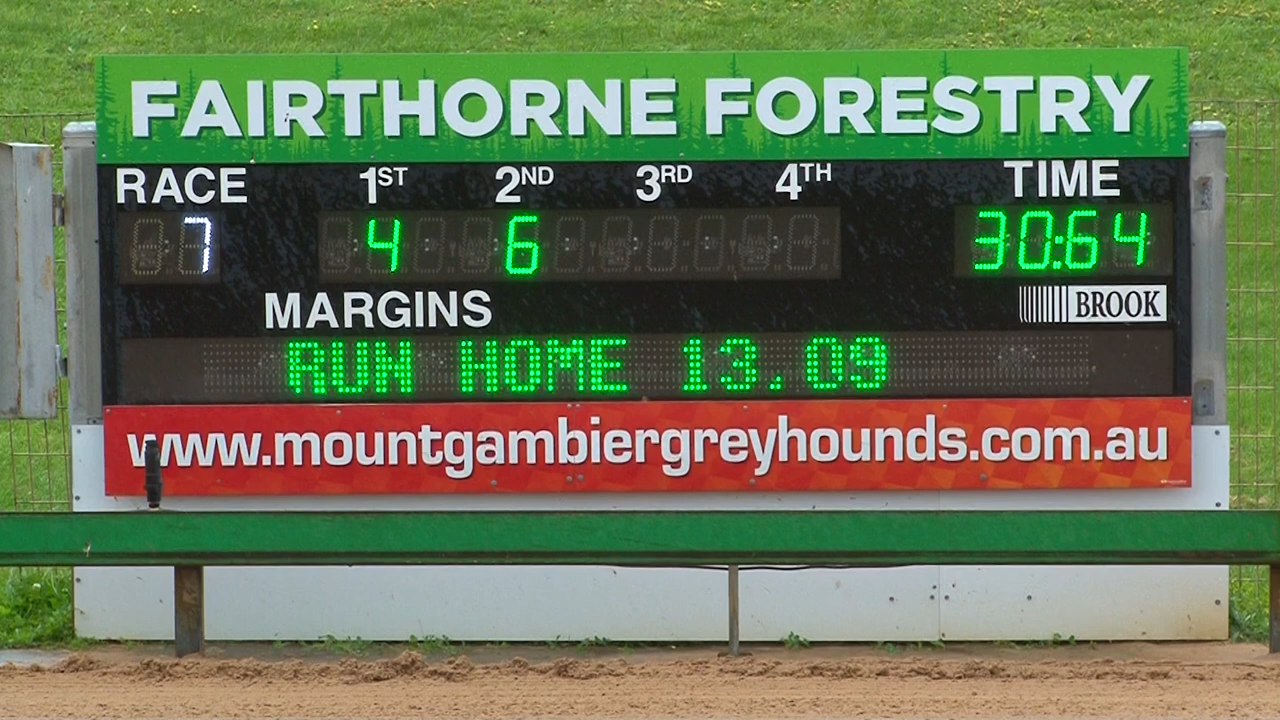 FAIRTHORNE FORESTRY
RACE 1ST 2ND 3RD 4TH TIME
7 4 6 30:64
MARGINS BROOK
RUN HOME 13.09
www.mountgambiergreyhounds.com.au